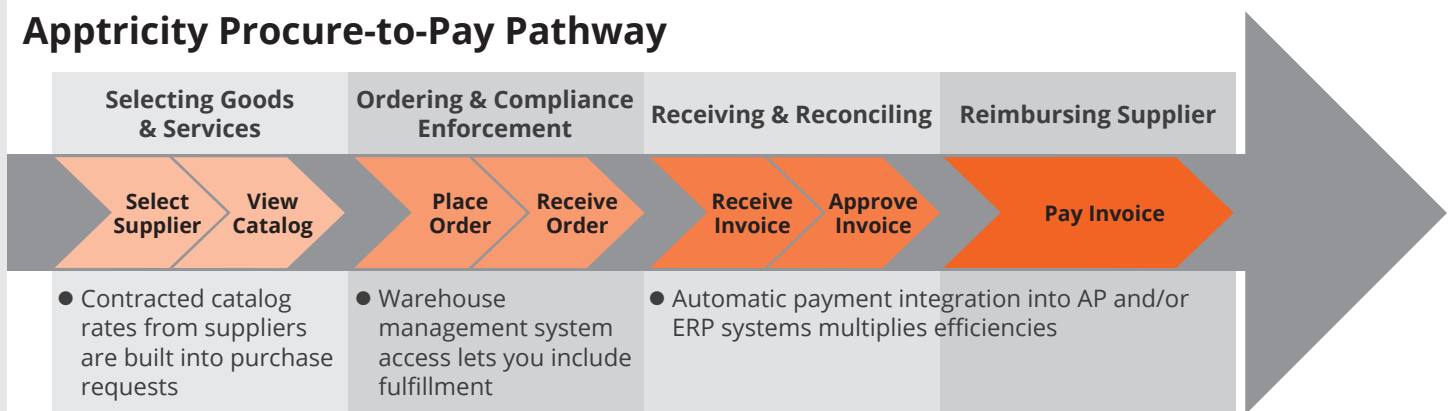 Apptricity Procure-to-Pay Pathway
Selecting Goods
& Services
Ordering & Compliance
Enforcement
Receiving & Reconciling
Reimbursing Supplier
Select
Supplier
View
Catalog
Place
Order
Receive
Order
Receive
Invoice
Approve
Invoice
Pay Invoice
● Contracted catalog
rates from suppliers
are built into purchase
requests
● Warehouse
management system
access lets you include
fulfillment
● Automatic payment integration into AP and/or
ERP systems multiplies efficiencies